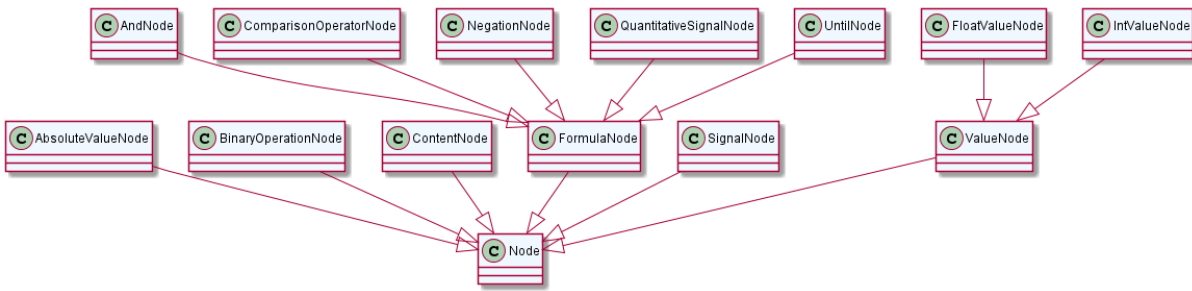 C AndNode
C ComparisonOperatorNode
C NegationNode
C QuantitativeSignalNode
C UntilNode
C FloatValueNode
C IntValueNode
C AbsoluteValueNode
C BinaryOperationNode
C ContentNode
C FormulaNode
C SignalNode
C ValueNode
C Node